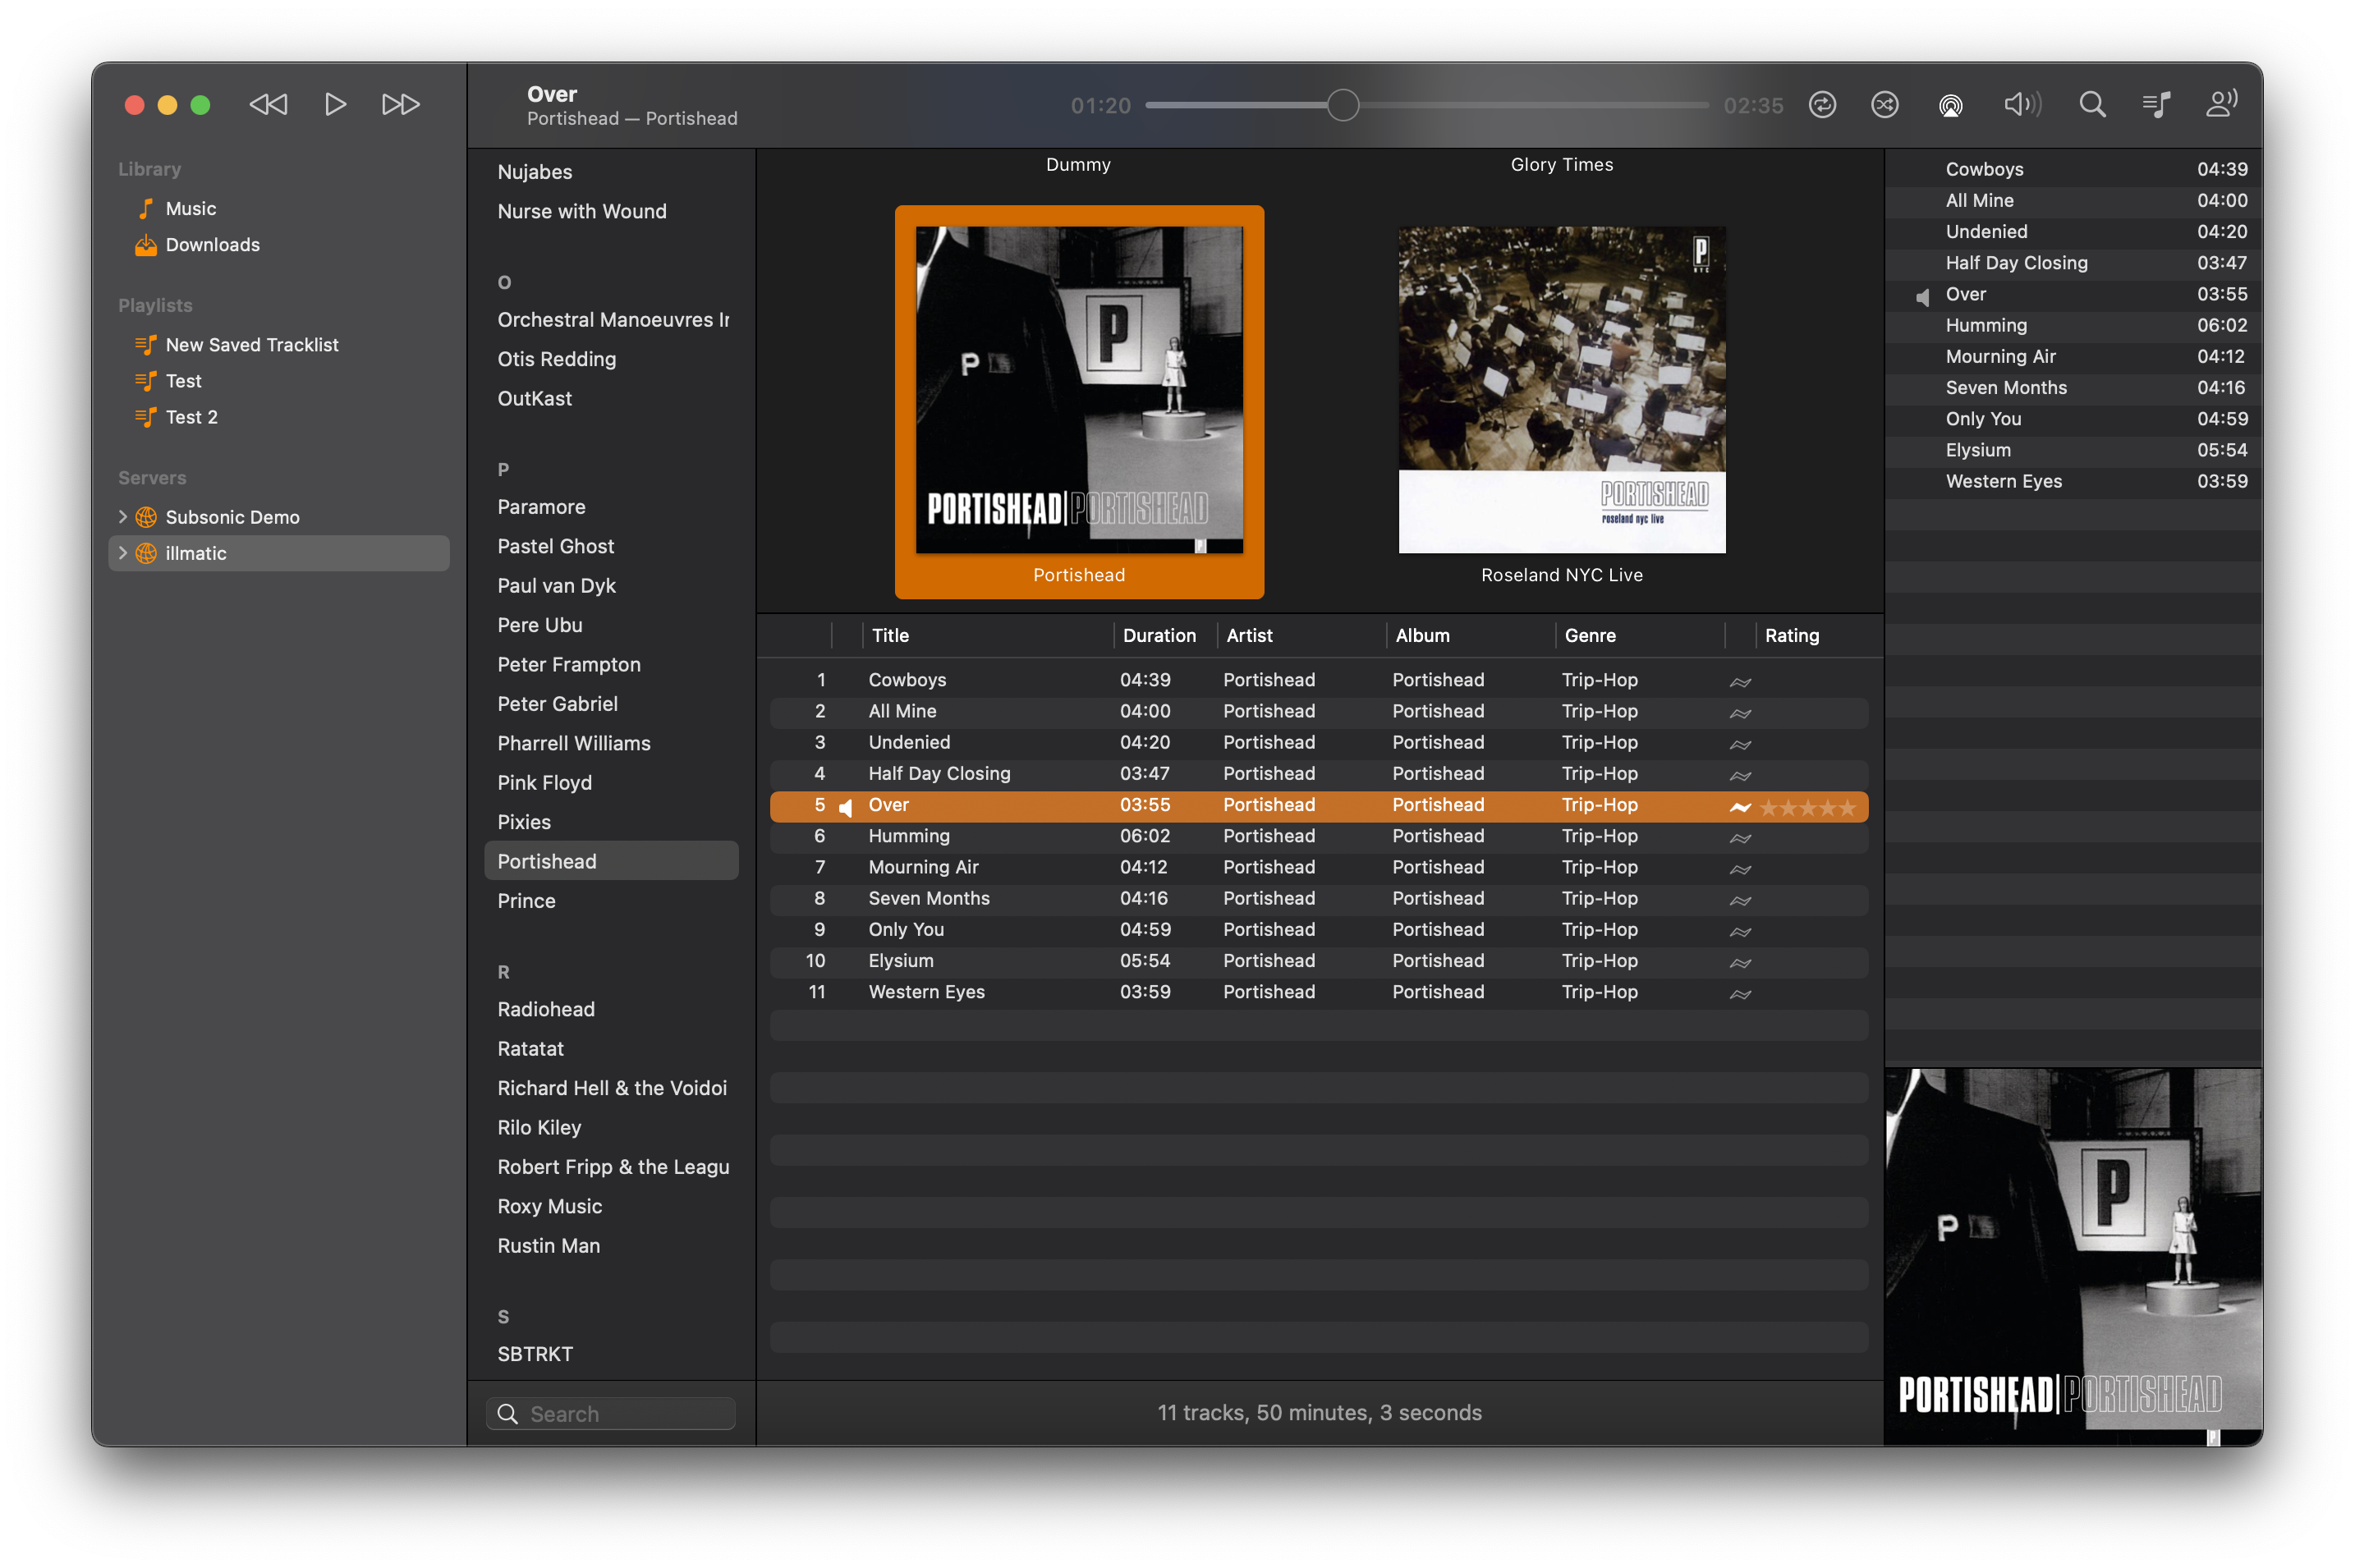 Over
Portishead — Portishead
01:20
02:35
Library
Music
Downloads
Playlists
New Saved Tracklist
Test
Test 2
Servers
Subsonic Demo
illmatic
Nujabes
Nurse with Wound
O
Orchestral Manoeuvres Ir
Otis Redding
OutKast
P
Paramore
Pastel Ghost
Paul van Dyk
Pere Ubu
Peter Frampton
Peter Gabriel
Pharrell Williams
Pink Floyd
Pixies
Portishead
Prince
R
Radiohead
Ratatat
Richard Hell & the Voidoi
Rilo Kiley
Robert Fripp & the Leagu
Roxy Music
Rustin Man
S
SBTRKT
Search
Dummy
Glory Times
P
P
PORTISHEAD|PORTISHEAD
P
Portishead
P
NYC
PORTISHEAD
roseland nyc live
Roseland NYC Live
Title Duration Artist Album Genre Rating
1 Cowboys 04:39 Portishead Portishead Trip-Hop
2 All Mine 04:00 Portishead Portishead Trip-Hop
3 Undenied 04:20 Portishead Portishead Trip-Hop
4 Half Day Closing 03:47 Portishead Portishead Trip-Hop
5 Over 03:55 Portishead Portishead Trip-Hop ★★★★★
6 Humming 06:02 Portishead Portishead Trip-Hop
7 Mourning Air 04:12 Portishead Portishead Trip-Hop
8 Seven Months 04:16 Portishead Portishead Trip-Hop
9 Only You 04:59 Portishead Portishead Trip-Hop
10 Elysium 05:54 Portishead Portishead Trip-Hop
11 Western Eyes 03:59 Portishead Portishead Trip-Hop
11 tracks, 50 minutes, 3 seconds
Cowboys 04:39
All Mine 04:00
Undenied 04:20
Half Day Closing 03:47
Over 03:55
Humming 06:02
Mourning Air 04:12
Seven Months 04:16
Only You 04:59
Elysium 05:54
Western Eyes 03:59
P
P
PORTISHEAD|PORTISHEAD
P